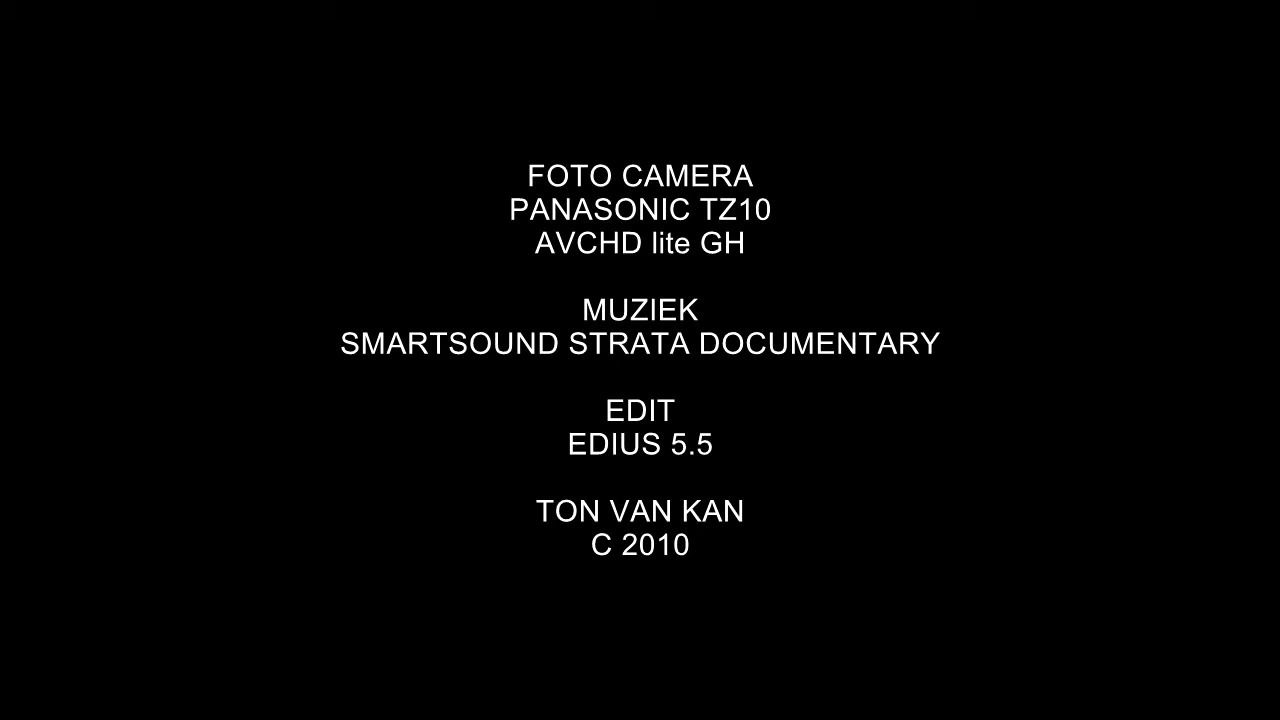 FOTO CAMERA
PANASONIC TZ10
AVCHD lite GH
MUZIEK
SMARTSOUND STRATA DOCUMENTARY
EDIT
EDIUS 5.5
TON VAN KAN
C 2010